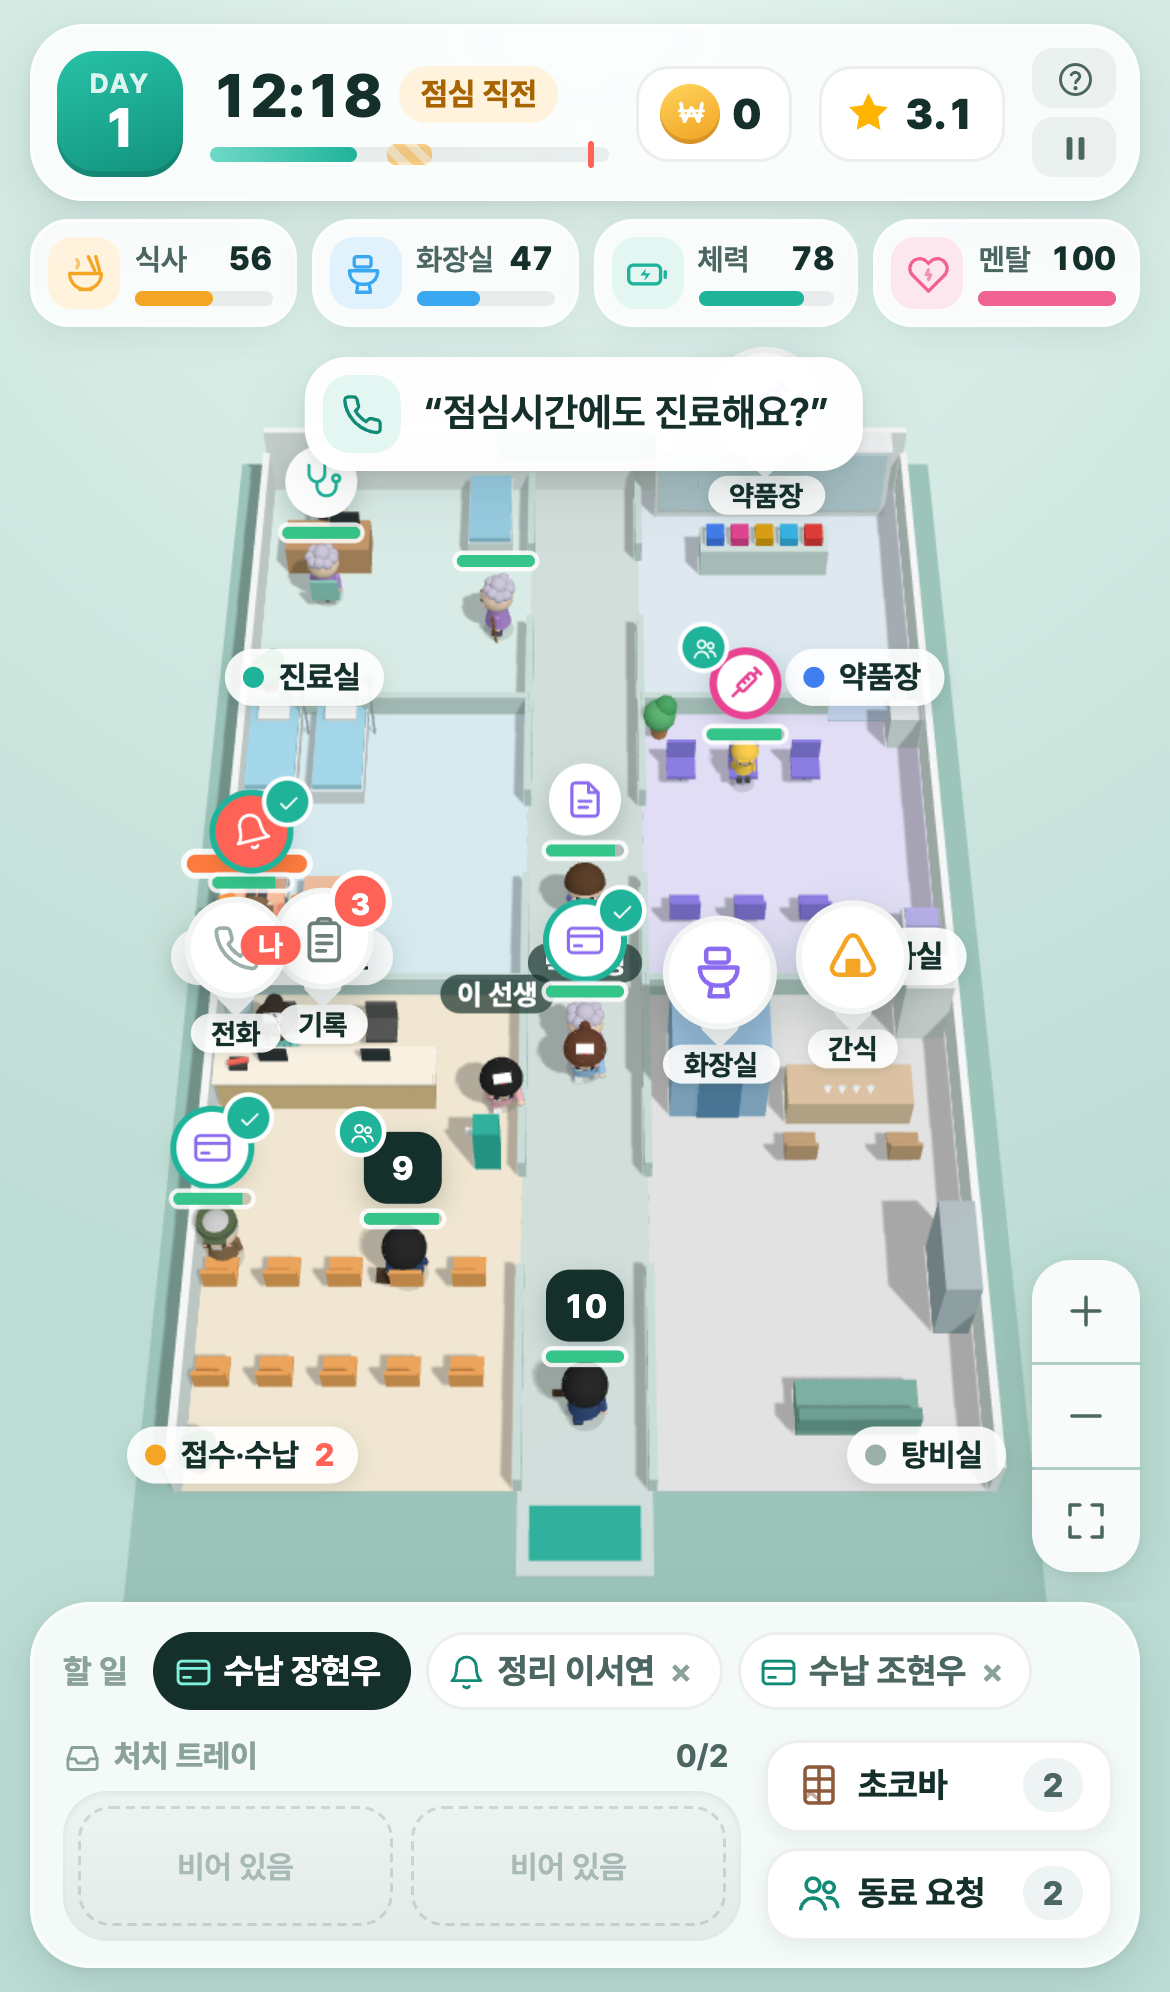 DAY
1
12:18
점심 직전
₩ 0
3.1
식사 56
화장실 47
체력 78
멘탈 100
“점심시간에도 진료해요?”
약품장
진료실
약품장
3
나
이 선생
전화
기록
화장실
간식
9
10
접수·수납 2
탕비실
할 일
수납 장현우
정리 이서연 ×
수납 조현우 ×
처치 트레이 0/2
비어 있음
비어 있음
초코바 2
동료 요청 2